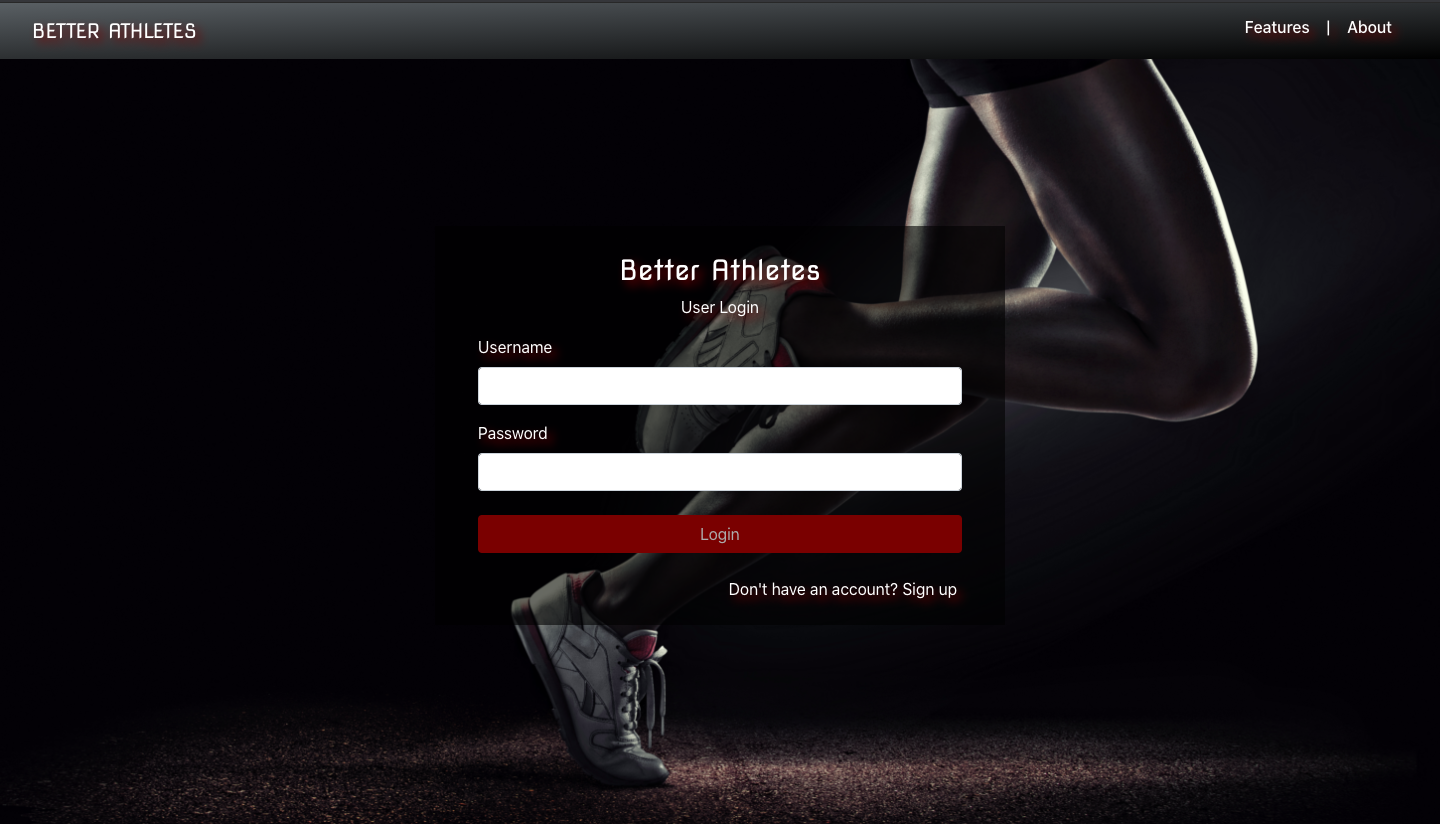 BETTER ATHLETES
Features | About
Better Athletes
User Login
Username
Password
Login
Don't have an account? Sign up